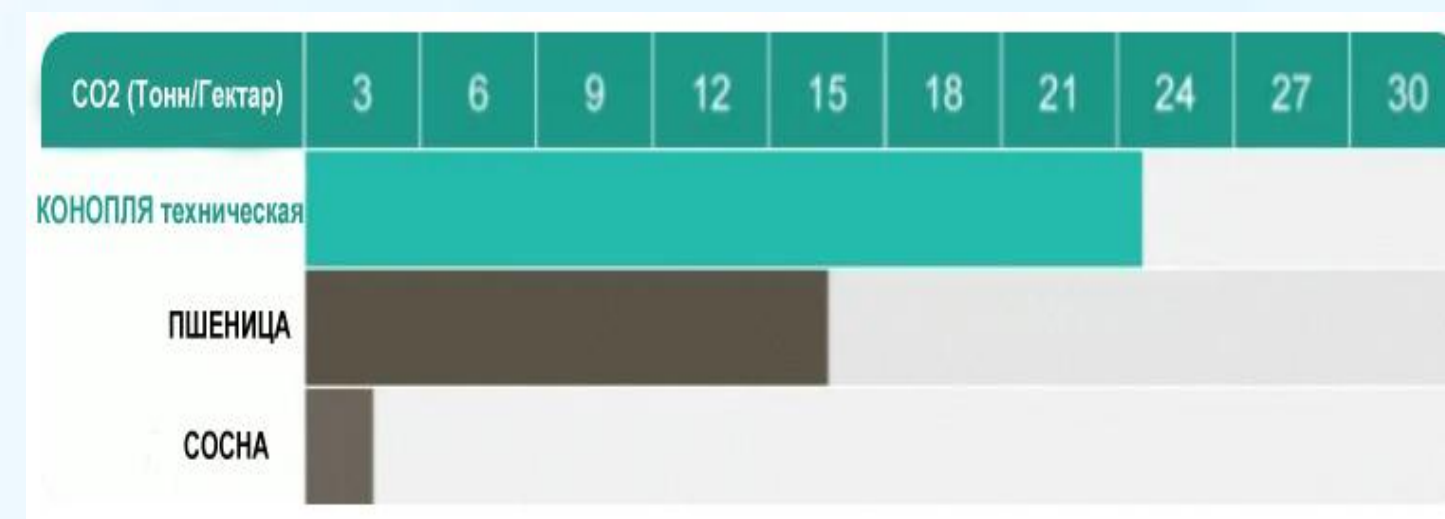 CO2 (Тонн/Гектар) 3 6 9 12 15 18 21 24 27 30
КОНОПЛЯ техническая
ПШЕНИЦА
СОСНА